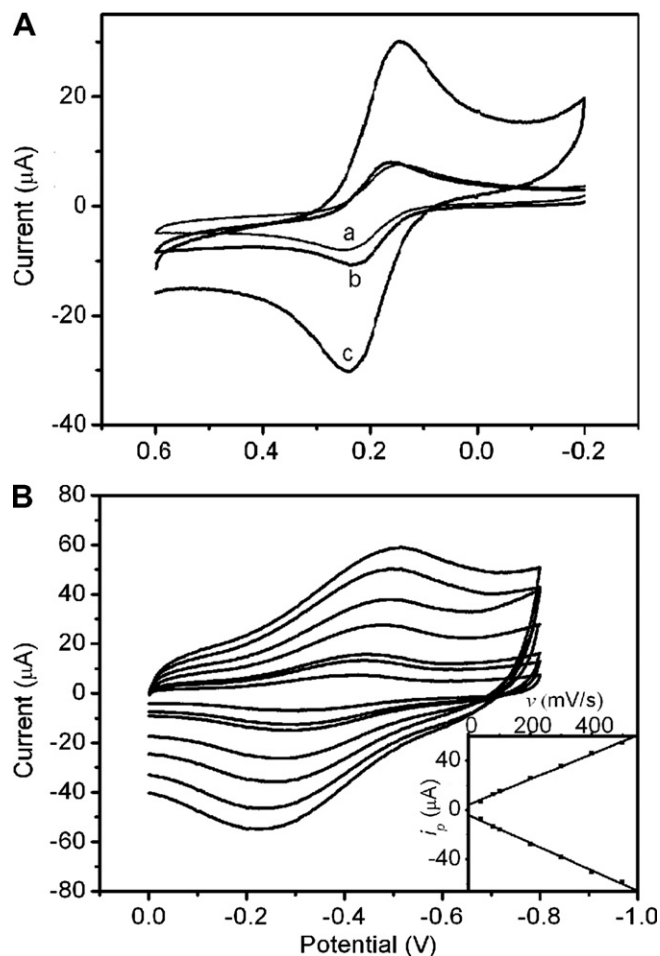 A
Current (μA)
20
0
-20
-40
a
b
c
0.6 0.4 0.2 0.0 -0.2
B
Current (μA)
80
60
40
20
0
-20
-40
-60
-80
ν (mV/s)
0 200 400
40
0
-40
i_p (μA)
0.0 -0.2 -0.4 -0.6 -0.8 -1.0
Potential (V)